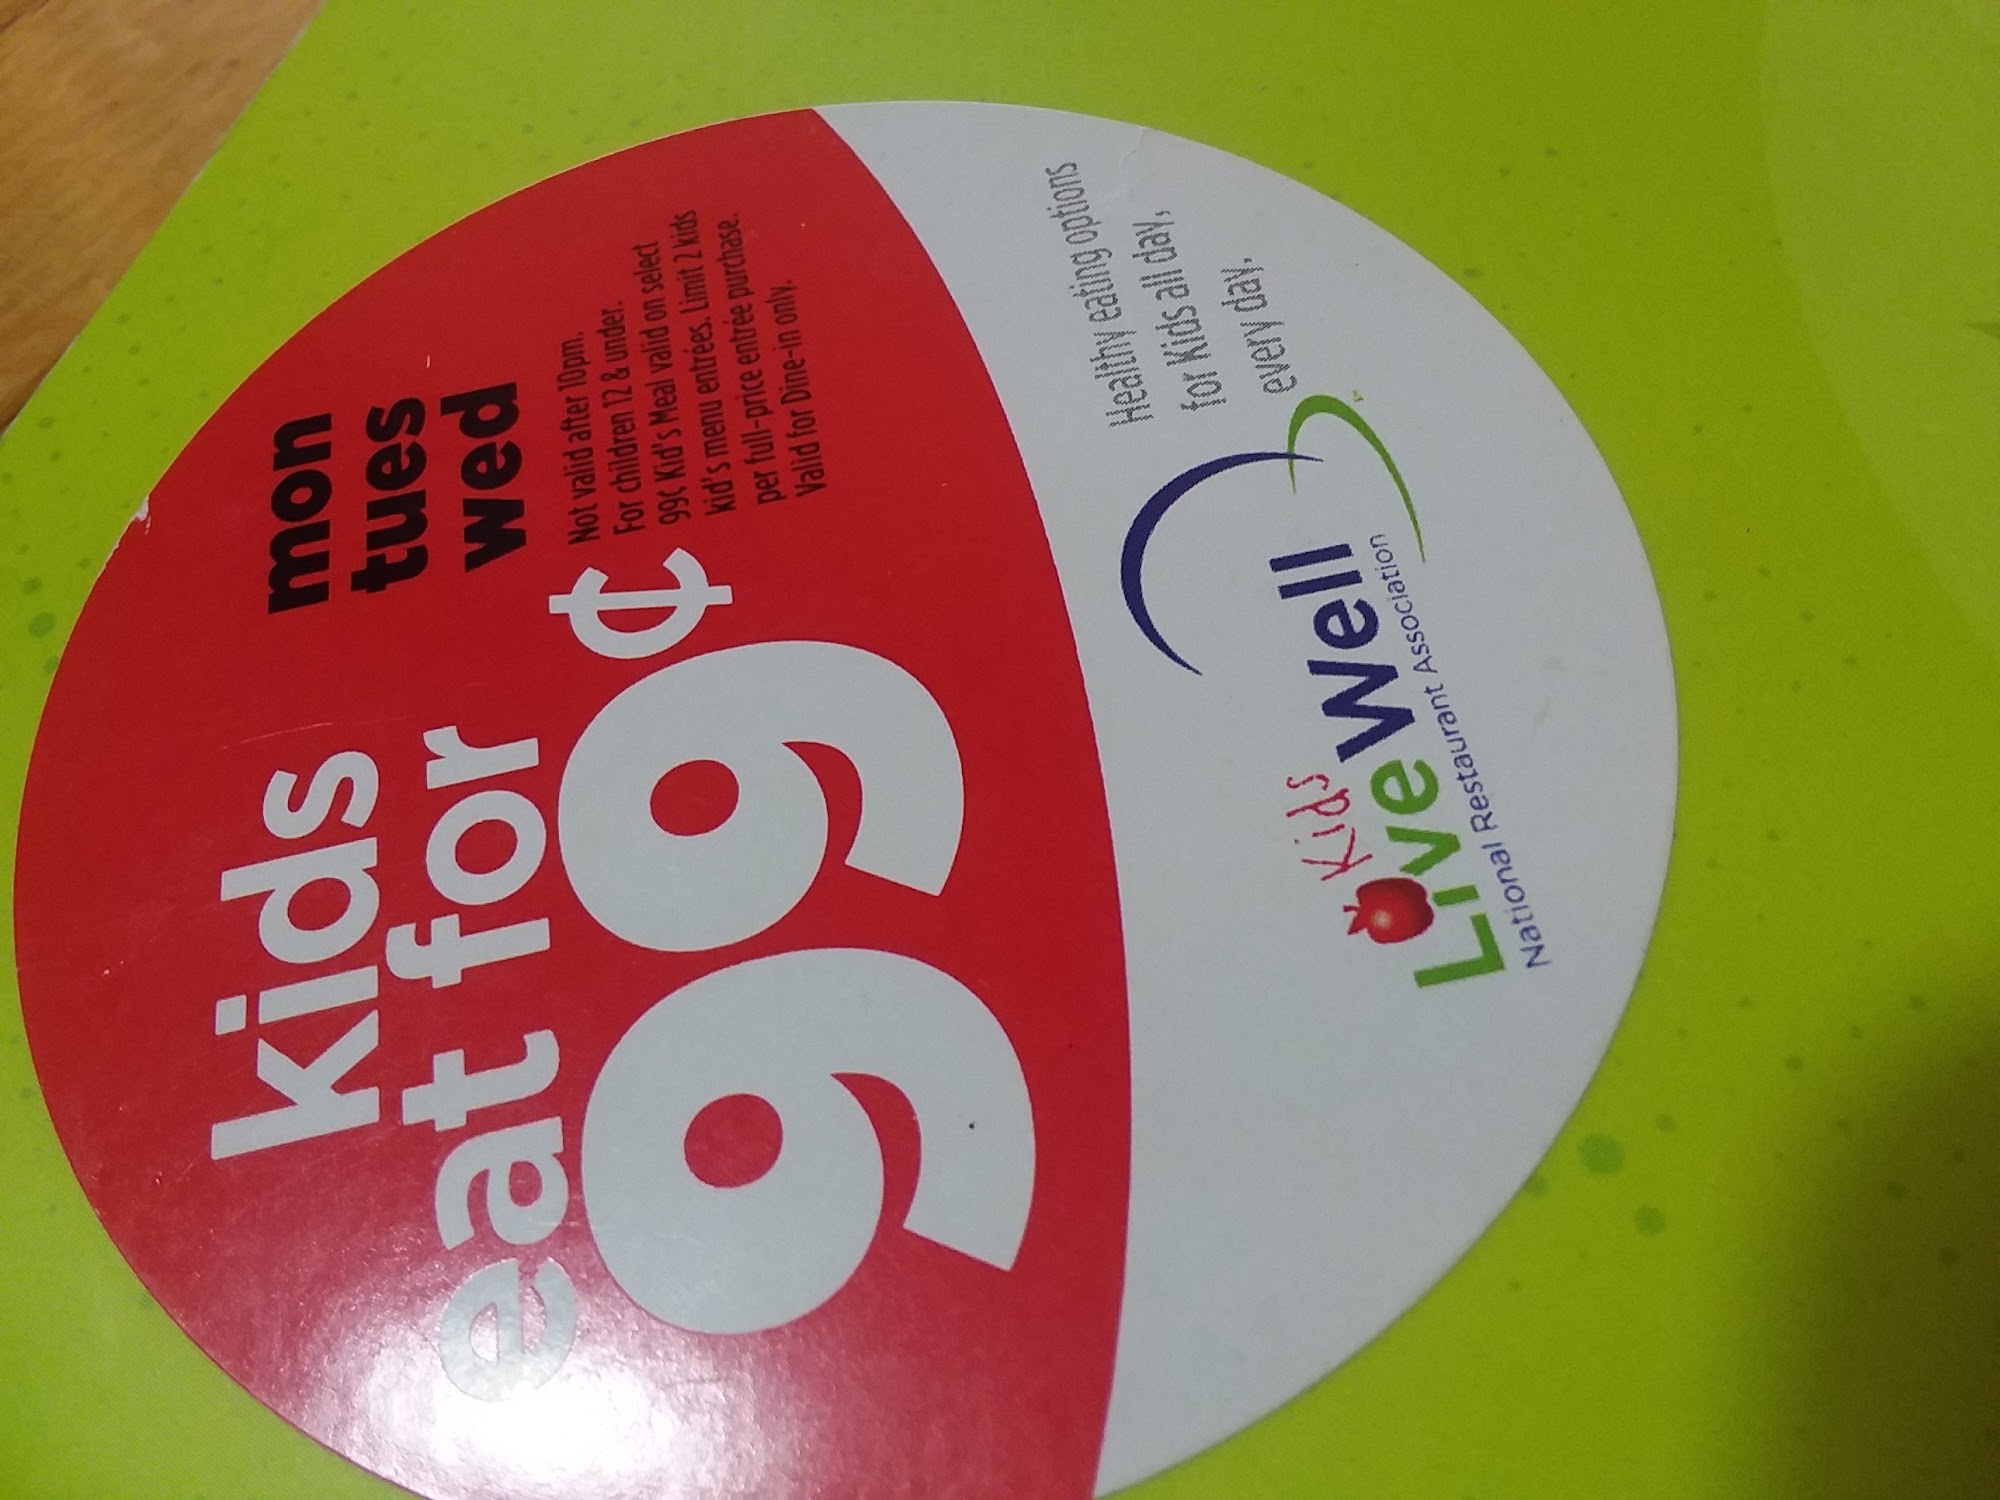 kids
eat for
99¢
mon
tues
wed
Not valid after 10pm.
For children 12 & under.
99¢ Kid's Meal valid on select
kid's menu entrées. Limit 2 kids
per full-price entrée purchase.
Valid for Dine-in only.
Healthy eating options
for Kids all day,
every day.
Kids
Live Well
National Restaurant Association